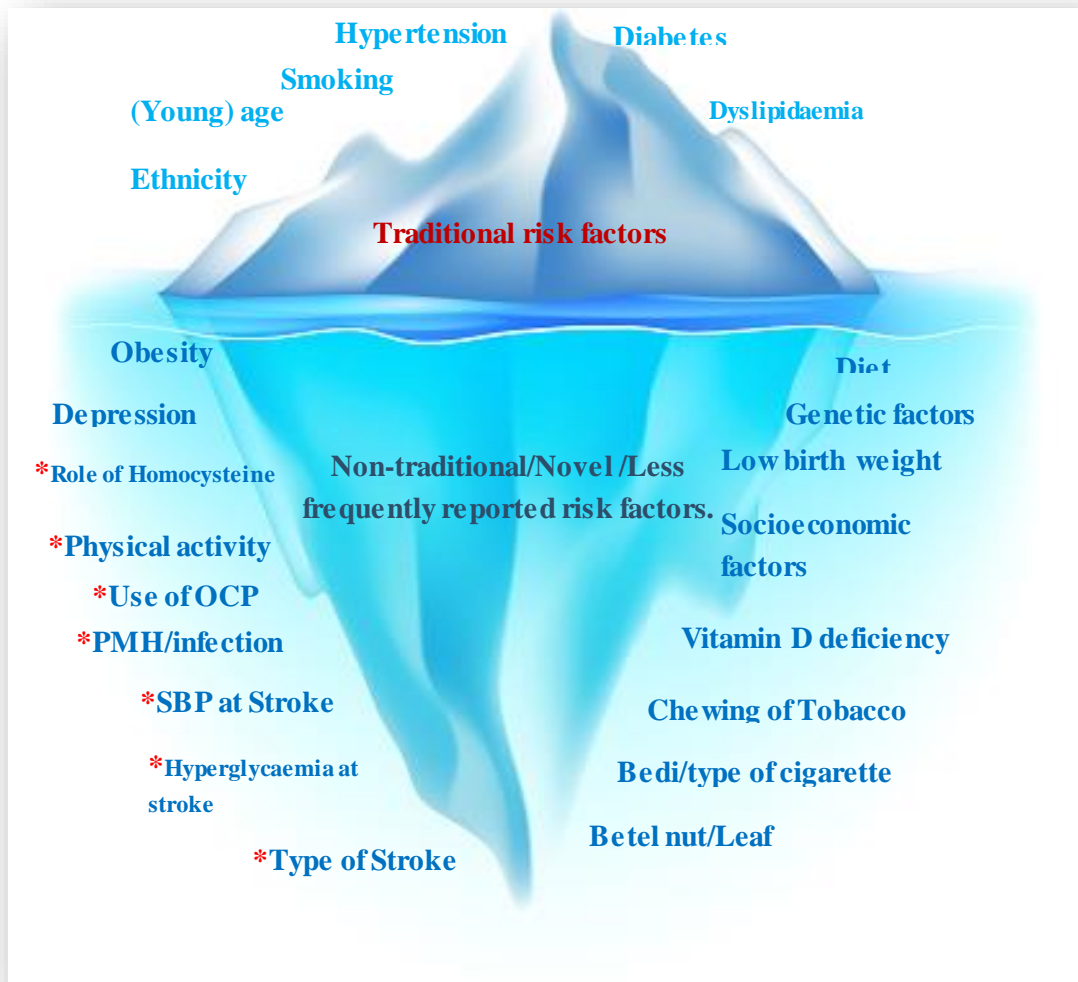 Hypertension
Diabetes
Smoking
(Young) age
Dyslipidaemia
Ethnicity
Traditional risk factors
Obesity
Diet
Depression
Genetic factors
*Role of Homocysteine
Non-traditional/Novel /Less
frequently reported risk factors.
Low birth weight
*Physical activity
Socioeconomic
factors
*Use of OCP
*PMH/infection
Vitamin D deficiency
*SBP at Stroke
Chewing of Tobacco
*Hyperglycaemia at
stroke
Bedi/type of cigarette
Betel nut/Leaf
*Type of Stroke